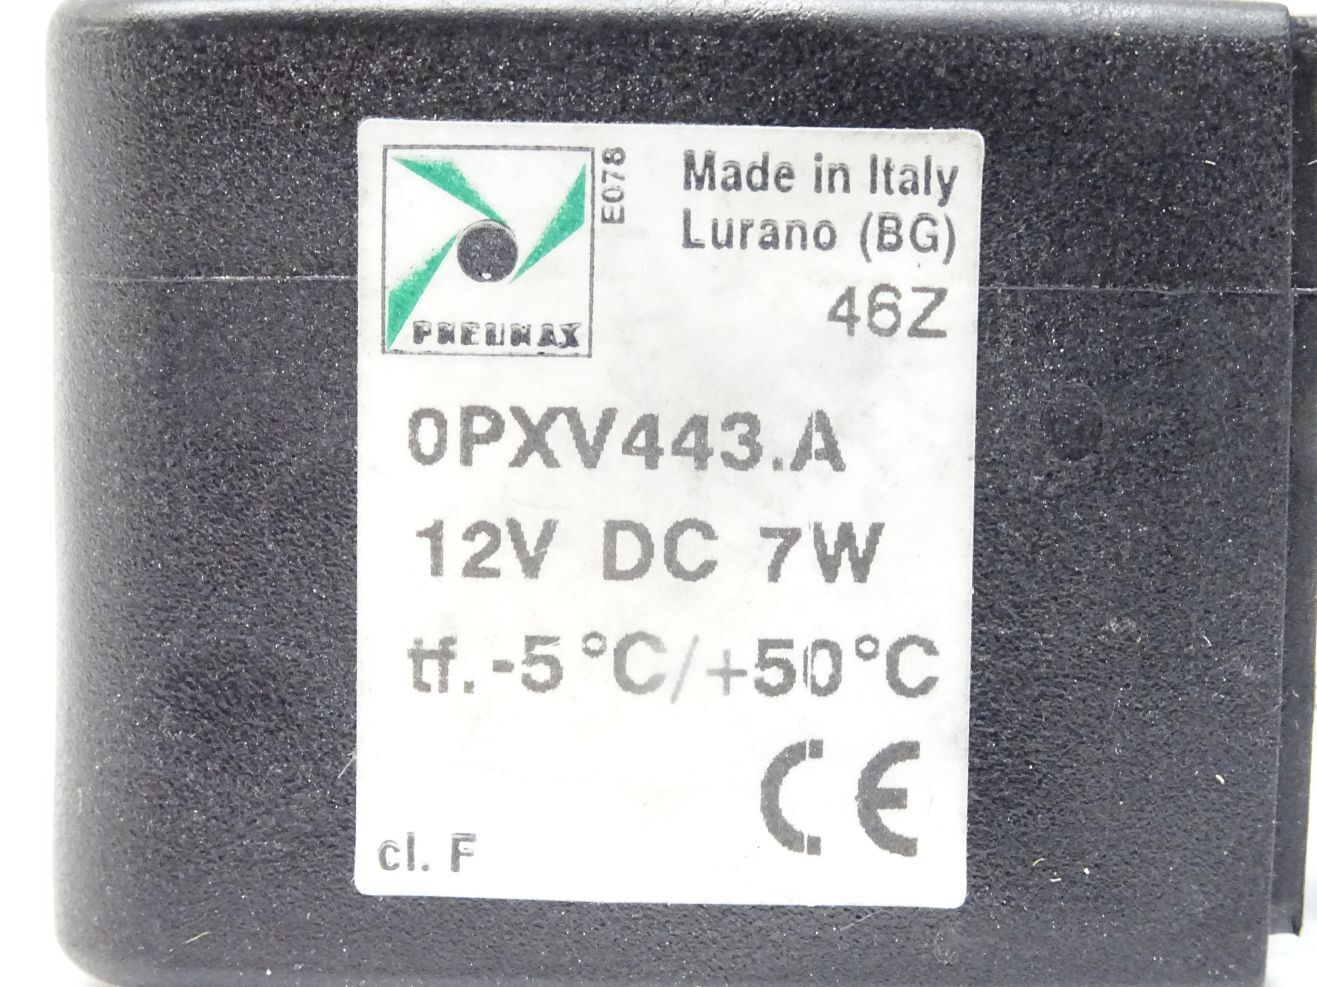 PNEUMAX
E078
Made in Italy
Lurano (BG)
46Z
0PXV443.A
12V DC 7W
tf. -5°C/+50°C
CE
cl. F